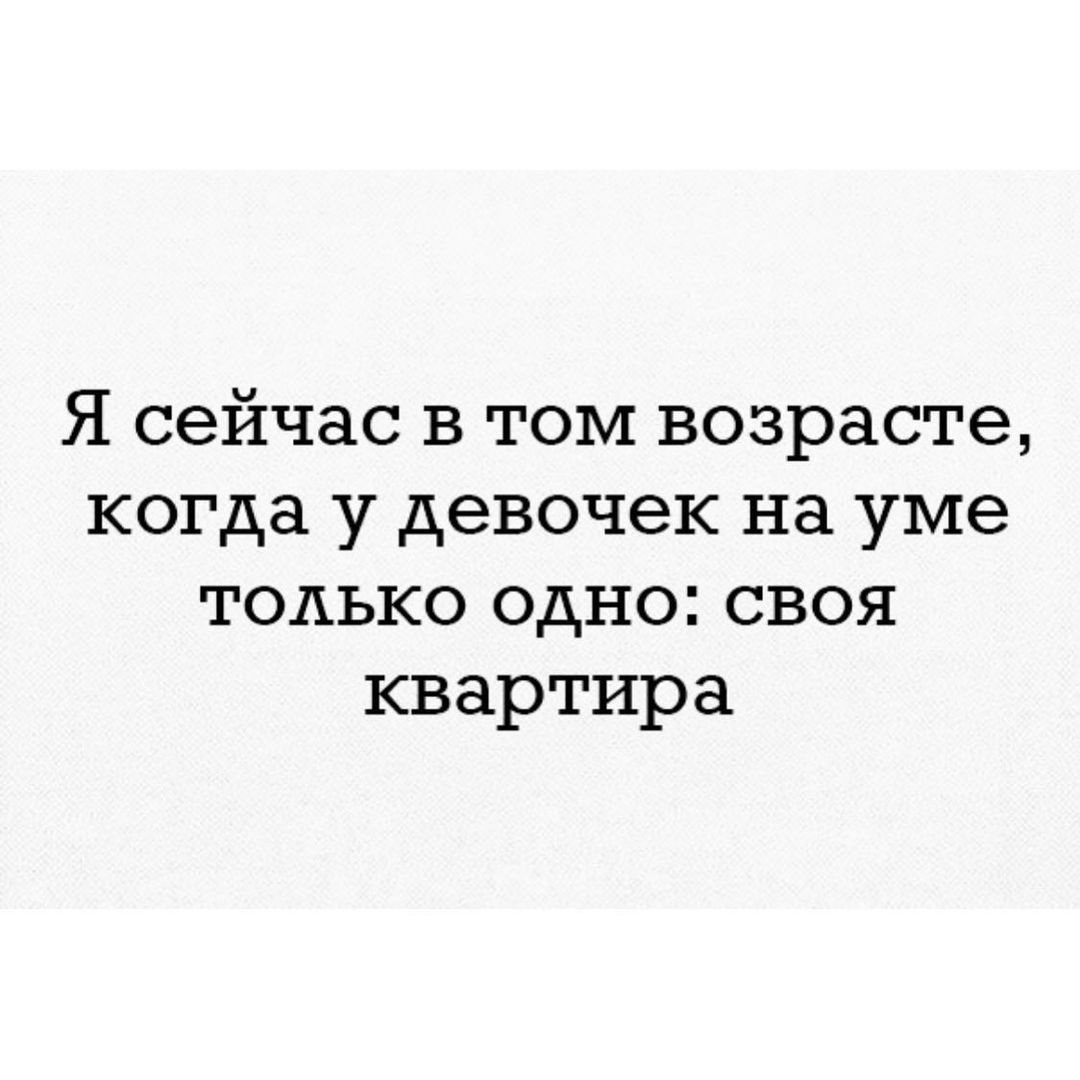 Я сейчас в том возрасте,
когда у девочек на уме
только одно: своя
квартира